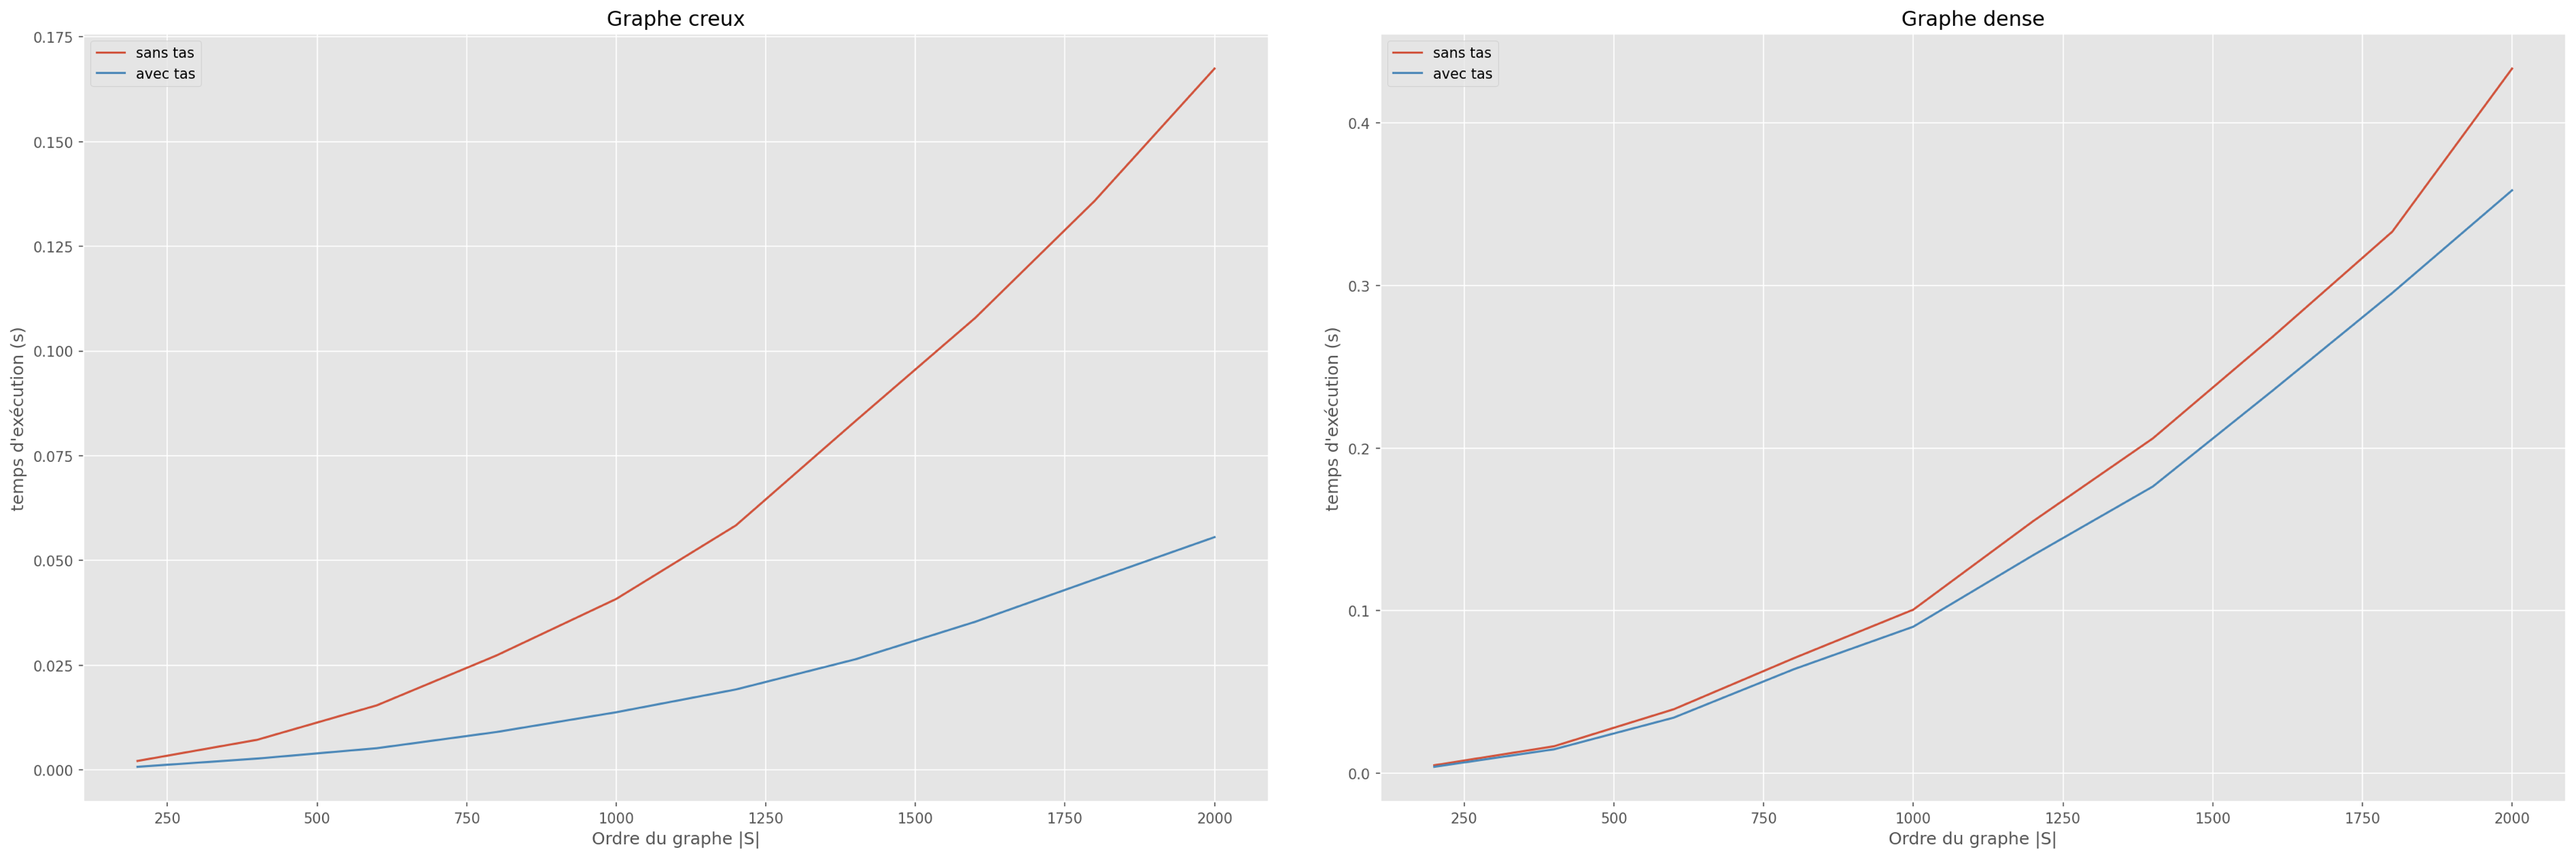 Graphe creux
sans tas
avec tas
0.175
0.150
0.125
0.100
0.075
0.050
0.025
0.000
temps d'exécution (s)
250 500 750 1000 1250 1500 1750 2000
Ordre du graphe |S|
Graphe dense
sans tas
avec tas
0.4
0.3
0.2
0.1
0.0
temps d'exécution (s)
250 500 750 1000 1250 1500 1750 2000
Ordre du graphe |S|